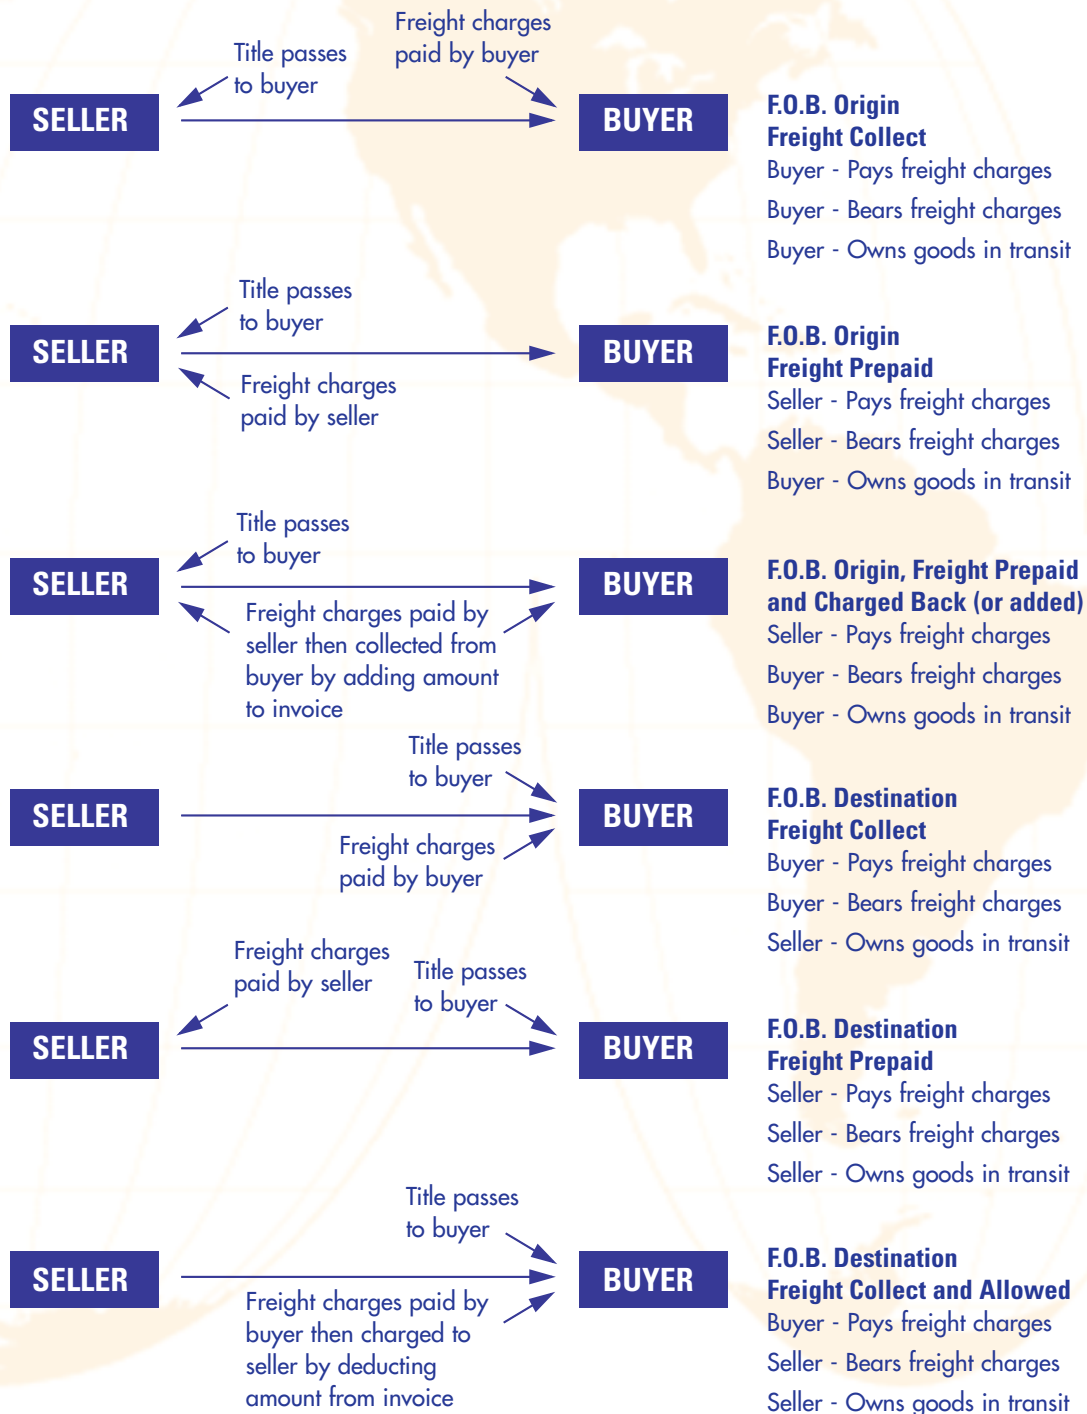 Freight charges
paid by buyer
Title passes
to buyer
SELLER
BUYER
F.O.B. Origin
Freight Collect
Buyer - Pays freight charges
Buyer - Bears freight charges
Buyer - Owns goods in transit
Title passes
to buyer
SELLER
BUYER
Freight charges
paid by seller
F.O.B. Origin
Freight Prepaid
Seller - Pays freight charges
Seller - Bears freight charges
Buyer - Owns goods in transit
Title passes
to buyer
SELLER
BUYER
Freight charges paid by
seller then collected from
buyer by adding amount
to invoice
F.O.B. Origin, Freight Prepaid
and Charged Back (or added)
Seller - Pays freight charges
Buyer - Bears freight charges
Buyer - Owns goods in transit
Title passes
to buyer
SELLER
BUYER
Freight charges
paid by buyer
F.O.B. Destination
Freight Collect
Buyer - Pays freight charges
Buyer - Bears freight charges
Seller - Owns goods in transit
Freight charges
paid by seller
Title passes
to buyer
SELLER
BUYER
F.O.B. Destination
Freight Prepaid
Seller - Pays freight charges
Seller - Bears freight charges
Seller - Owns goods in transit
Title passes
to buyer
SELLER
BUYER
Freight charges paid by
buyer then charged to
seller by deducting
amount from invoice
F.O.B. Destination
Freight Collect and Allowed
Buyer - Pays freight charges
Seller - Bears freight charges
Seller - Owns goods in transit